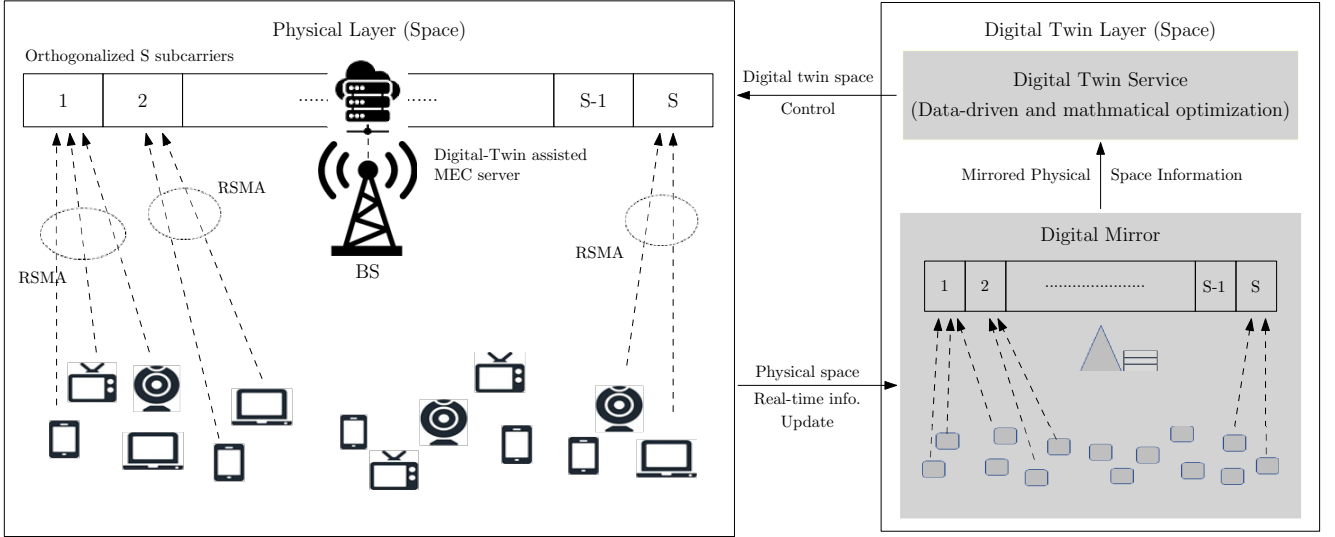 Physical Layer (Space)
Orthogonalized S subcarriers
1
2
......
......
S-1
S
Digital-Twin assisted
MEC server
RSMA
RSMA
RSMA
BS
Digital twin space
Control
Physical space
Real-time info.
Update
Digital Twin Layer (Space)
Digital Twin Service
(Data-driven and mathmatical optimization)
Mirrored Physical
Space Information
Digital Mirror
1
2
......................
S-1
S